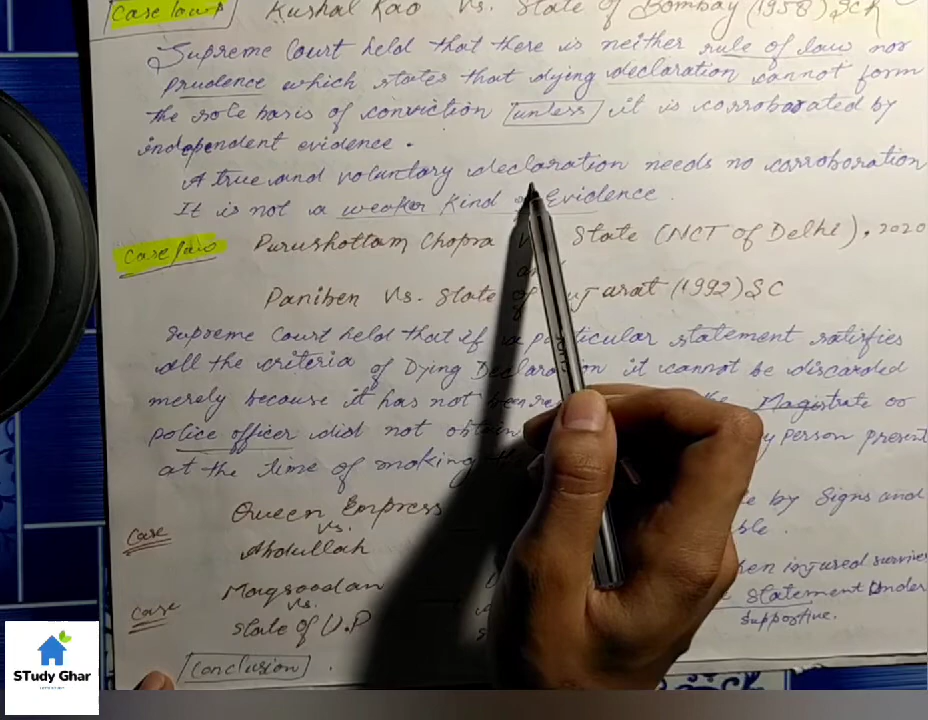 Case law Kushal Rao Vs. State of Bombay (1958) SCR
Supreme Court held that there is neither rule of law nor
prudence which states that dying declaration cannot form
the sole basis of conviction unless it is corroborated by
independent evidence.
A true and voluntary declaration needs no corroboration
It is not a weaker kind Evidence.
Case law Purushottam Chopra State (NCT of Delhi). 2020
Paniben Vs. State of (1992) SC
Supreme Court held that if a particular statement satisfies
all the criteria of Dying it cannot be discarded
merely because it has not been Magistrate or
police officer did not person present
at the time of making
Queen Empress by Signs and
Case Vs.
Abdullah
Maqsoodan when injured
Case Vs. Statement Under
State of U.P supportive.
Conclusion
STudy Ghar